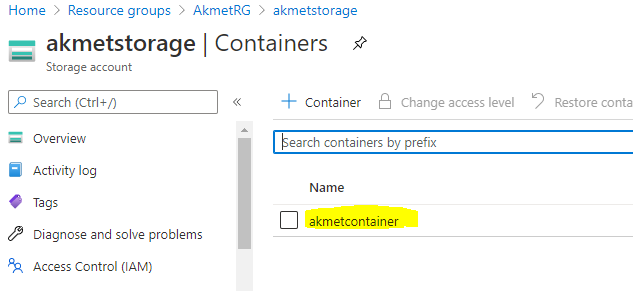 Home > Resource groups > AkmetRG > akmetstorage
akmetstorage | Containers
Storage account
Search (Ctrl+/) «
+ Container Change access level Restore conta
Search containers by prefix
Overview
Activity log
Tags
Diagnose and solve problems
Access Control (IAM)
Name
akmetcontainer